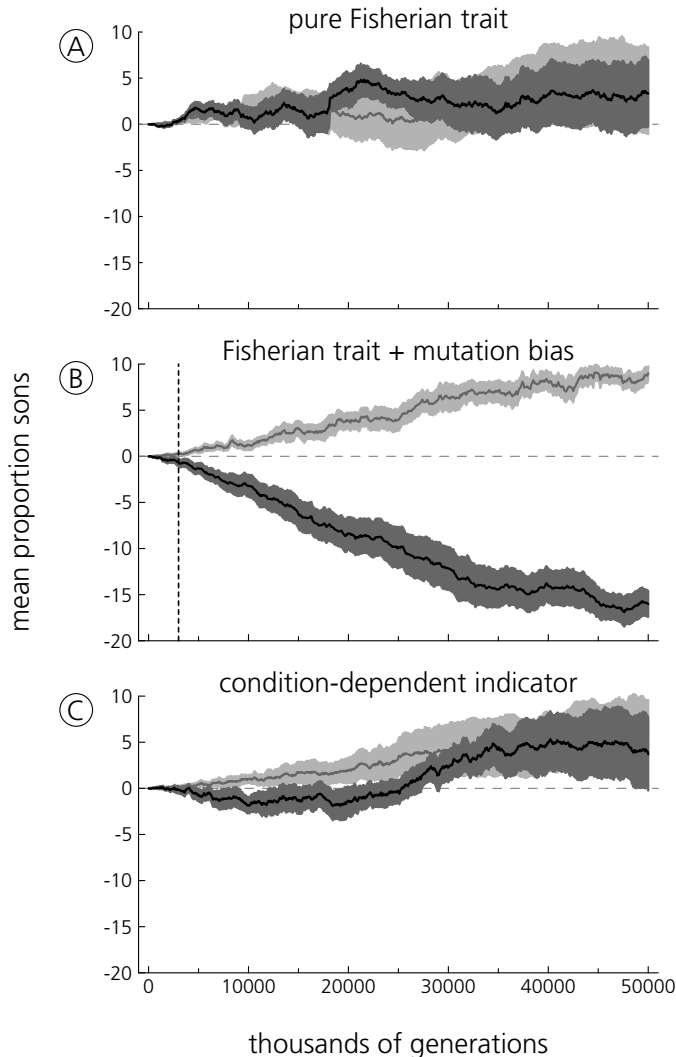 pure Fisherian trait
A
10
5
0
-5
-10
-15
-20
Fisherian trait + mutation bias
B
10
5
0
-5
-10
-15
-20
mean proportion sons
condition-dependent indicator
C
10
5
0
-5
-10
-15
-20
0 10000 20000 30000 40000 50000
thousands of generations